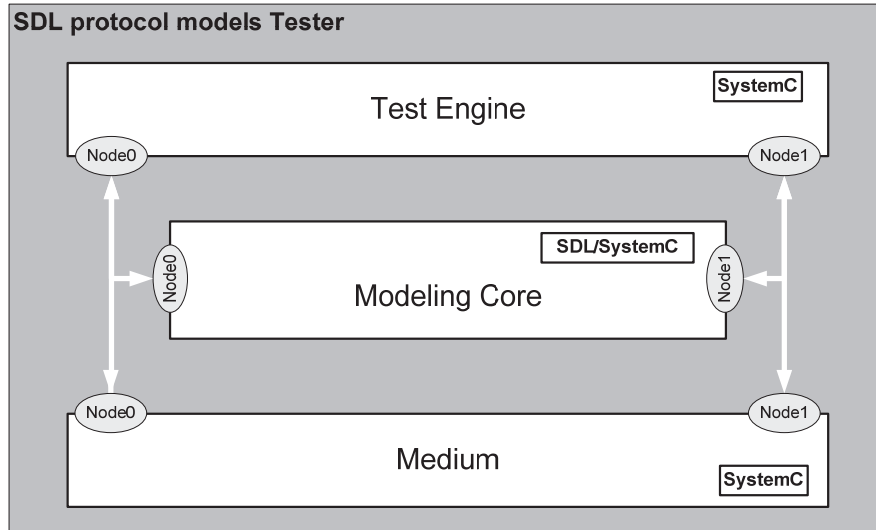 SDL protocol models Tester
SystemC
Test Engine
Node0
Node1
SDL/SystemC
Node0
Node1
Modeling Core
Node0
Node1
Medium
SystemC